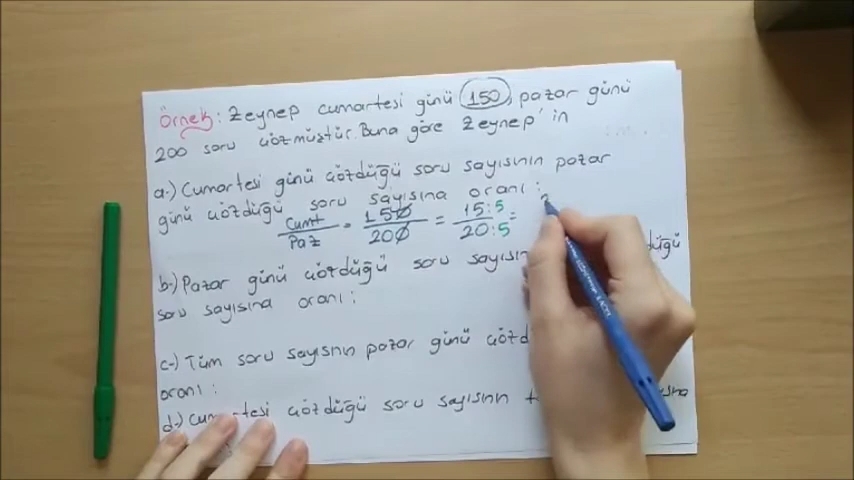 Örnek: Zeynep cumartesi günü 150, pazar günü
200 soru çözmüştür. Buna göre Zeynep'in
a-) Cumartesi günü çözdüğü soru sayısının pazar
günü çözdüğü soru sayısına oranı :
Cumt/Paz = 150/200 = 15:5/20:5 =
b-) Pazar günü çözdüğü soru sayısı
soru sayısına oranı :
c-) Tüm soru sayısının pazar günü
oranı :
d-) Cumartesi çözdüğü soru sayısının